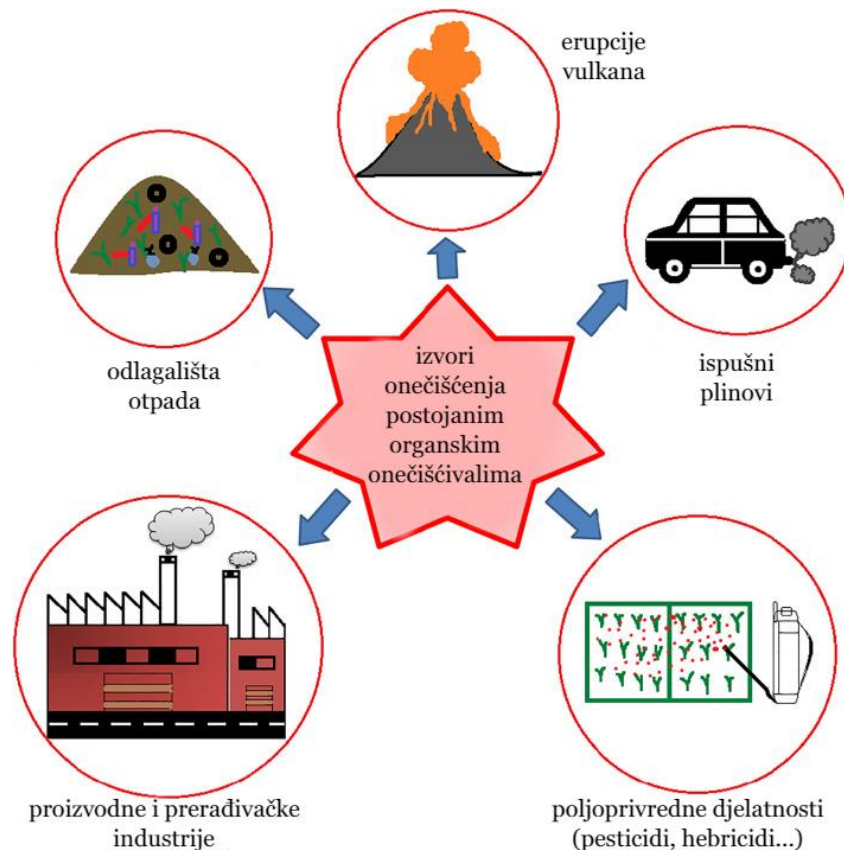 erupcije
vulkana
odlagališta
otpada
ispušni
plinovi
izvori
onečišćenja
postojanim
organskim
onečišćivalima
proizvodne i prerađivačke
industrije
poljoprivredne djelatnosti
(pesticidi, hebricidi...)